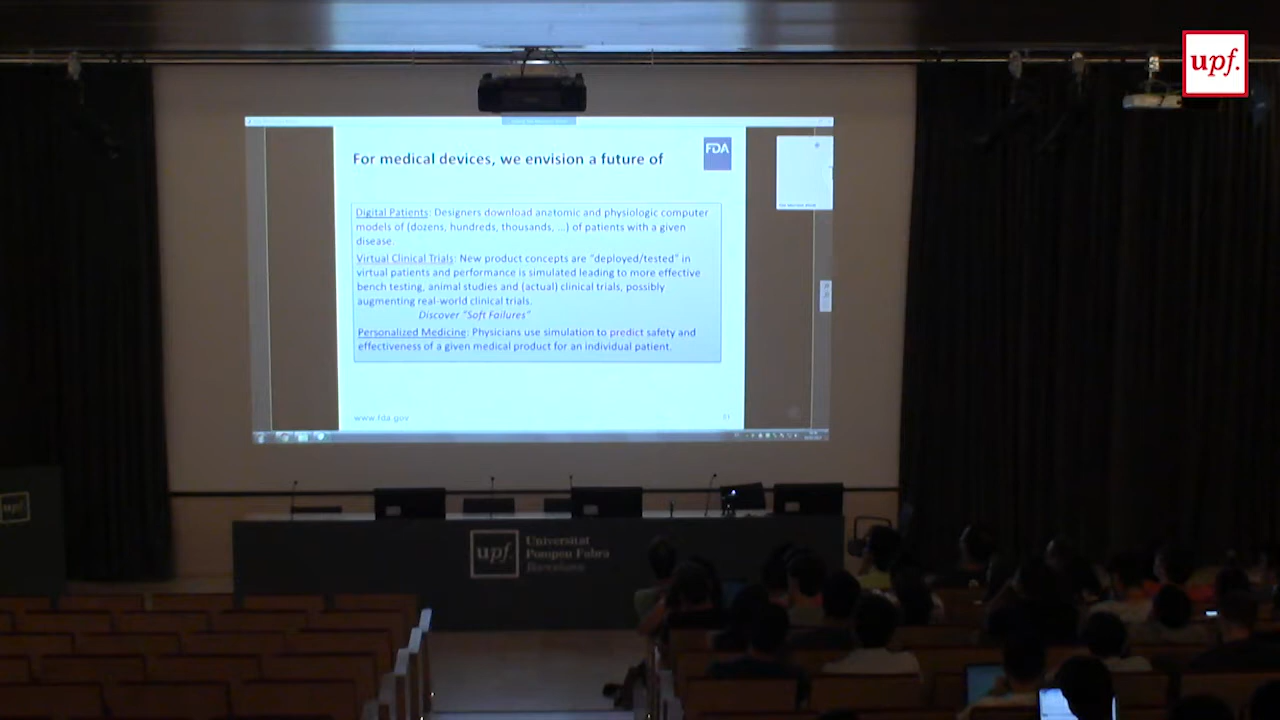 upf.
For medical devices, we envision a future of
FDA
Digital Patients: Designers download anatomic and physiologic computer
models of (dozens, hundreds, thousands, ...) of patients with a given
disease.
Virtual Clinical Trials: New product concepts are "deployed/tested" in
virtual patients and performance is simulated leading to more effective
bench testing, animal studies and (actual) clinical trials, possibly
augmenting real-world clinical trials.
Discover "Soft Failures"
Personalized Medicine: Physicians use simulation to predict safety and
effectiveness of a given medical product for an individual patient.
www.fda.gov
upf.
upf.
Universitat
Pompeu Fabra
Barcelona